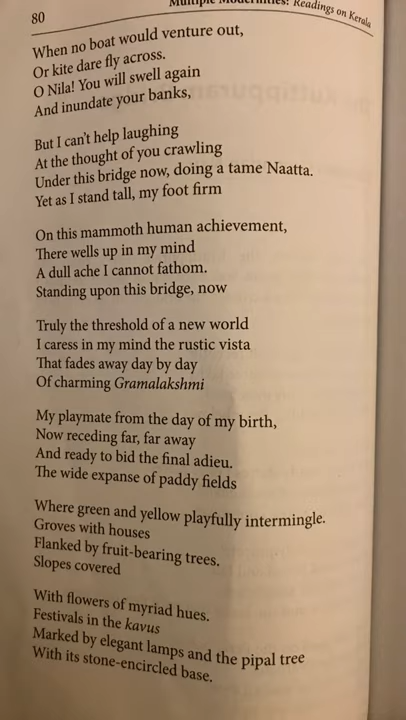 80
Multiple Modernities: Readings on Kerala
When no boat would venture out,
Or kite dare fly across.
O Nila! You will swell again
And inundate your banks,
But I can't help laughing
At the thought of you crawling
Under this bridge now, doing a tame Naatta.
Yet as I stand tall, my foot firm
On this mammoth human achievement,
There wells up in my mind
A dull ache I cannot fathom.
Standing upon this bridge, now
Truly the threshold of a new world
I caress in my mind the rustic vista
That fades away day by day
Of charming Gramalakshmi
My playmate from the day of my birth,
Now receding far, far away
And ready to bid the final adieu.
The wide expanse of paddy fields
Where green and yellow playfully intermingle.
Groves with houses
Flanked by fruit-bearing trees.
Slopes covered
With flowers of myriad hues.
Festivals in the kavus
Marked by elegant lamps and the pipal tree
With its stone-encircled base.